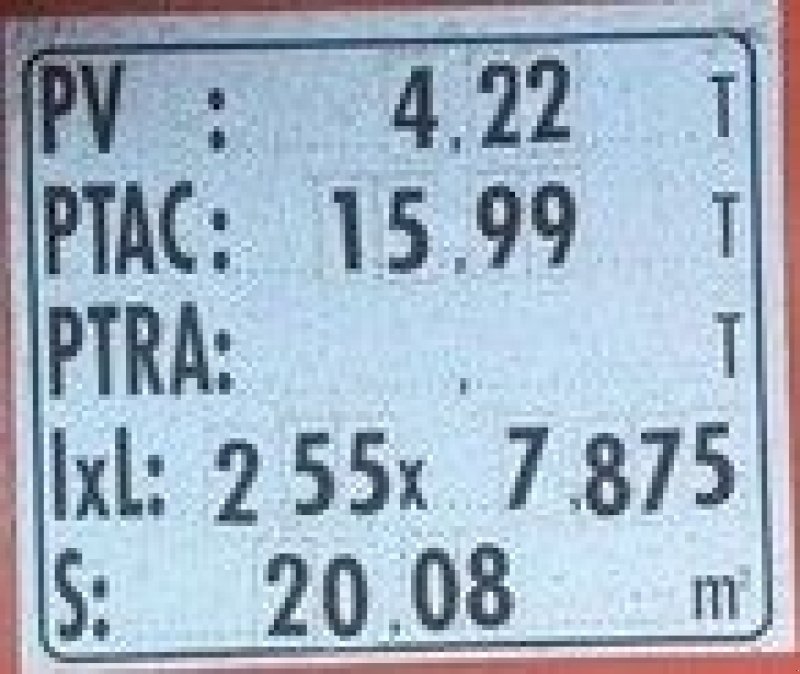 PV : 4.22 T
PTAC: 15.99 T
PTRA: . T
lxL: 2 55x 7.875
S: 20.08 m²